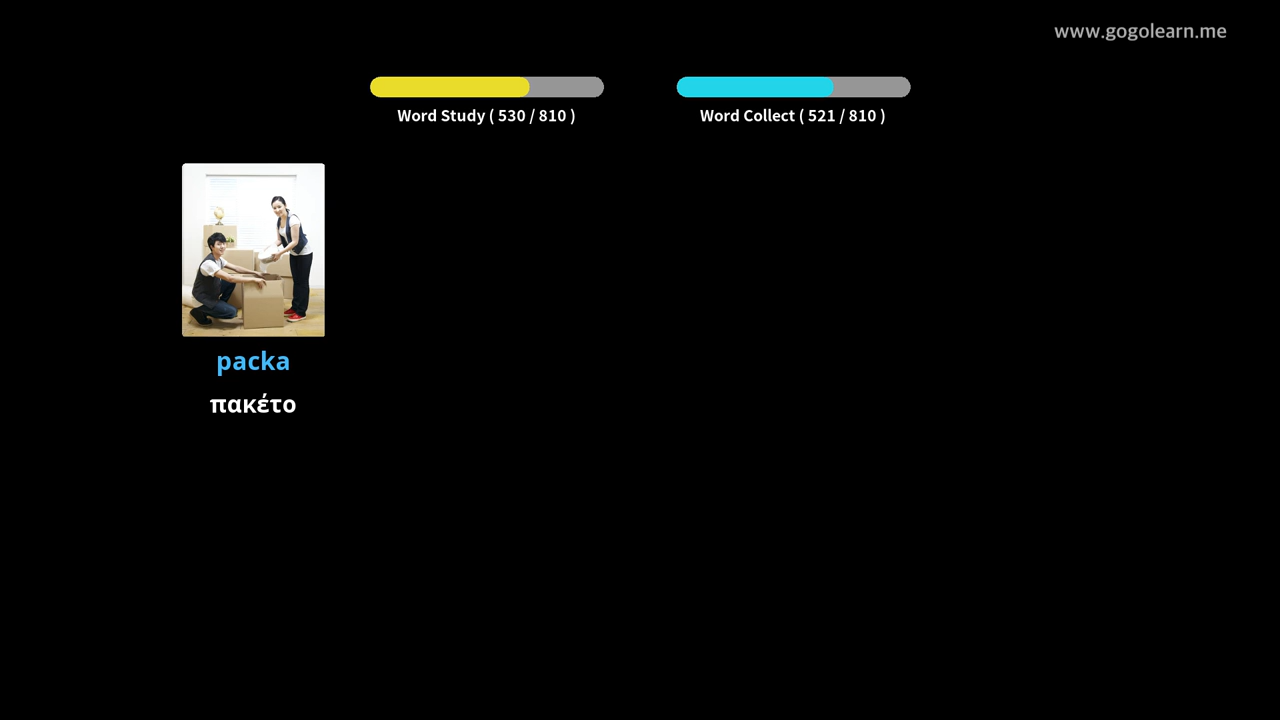 www.gogolearn.me
Word Study ( 530 / 810 )
Word Collect ( 521 / 810 )
packa
πακέτο